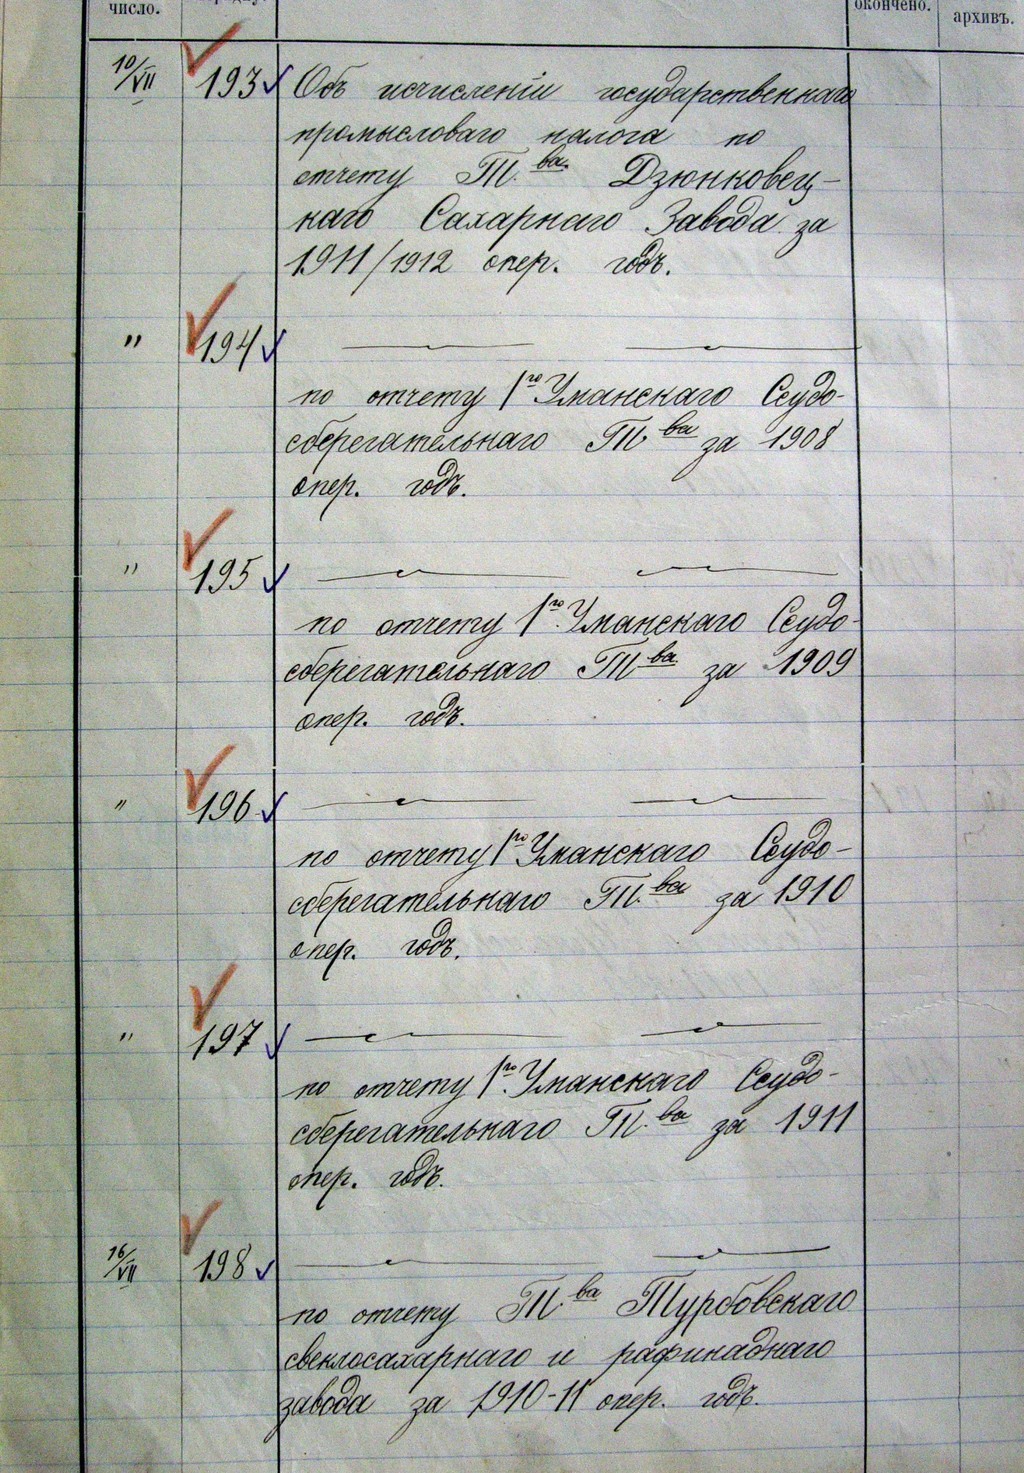 число. окончено. архивъ.
10/VII 193 Объ исчисленіи государственнаго
промысловаго налога по
отчету Т.ва Дзюнковец-
каго Сахарнаго Завода за
1911/1912 опер. годъ.
" 194 — —
по отчету 1го Уманскаго Ссудо-
сберегательнаго Т.ва за 1908
опер. годъ.
" 195 — —
по отчету 1го Уманскаго Ссудо-
сберегательнаго Т.ва за 1909
опер. годъ.
" 196 — —
по отчету 1го Уманскаго Ссудо-
сберегательнаго Т.ва за 1910
опер. годъ.
" 197 — —
по отчету 1го Уманскаго Ссудо-
сберегательнаго Т.ва за 1911
опер. годъ.
16/VII 198 — —
по отчету Т.ва Турбовскаго
свеклосахарнаго и рафинаднаго
завода за 1910-11 опер. годъ.